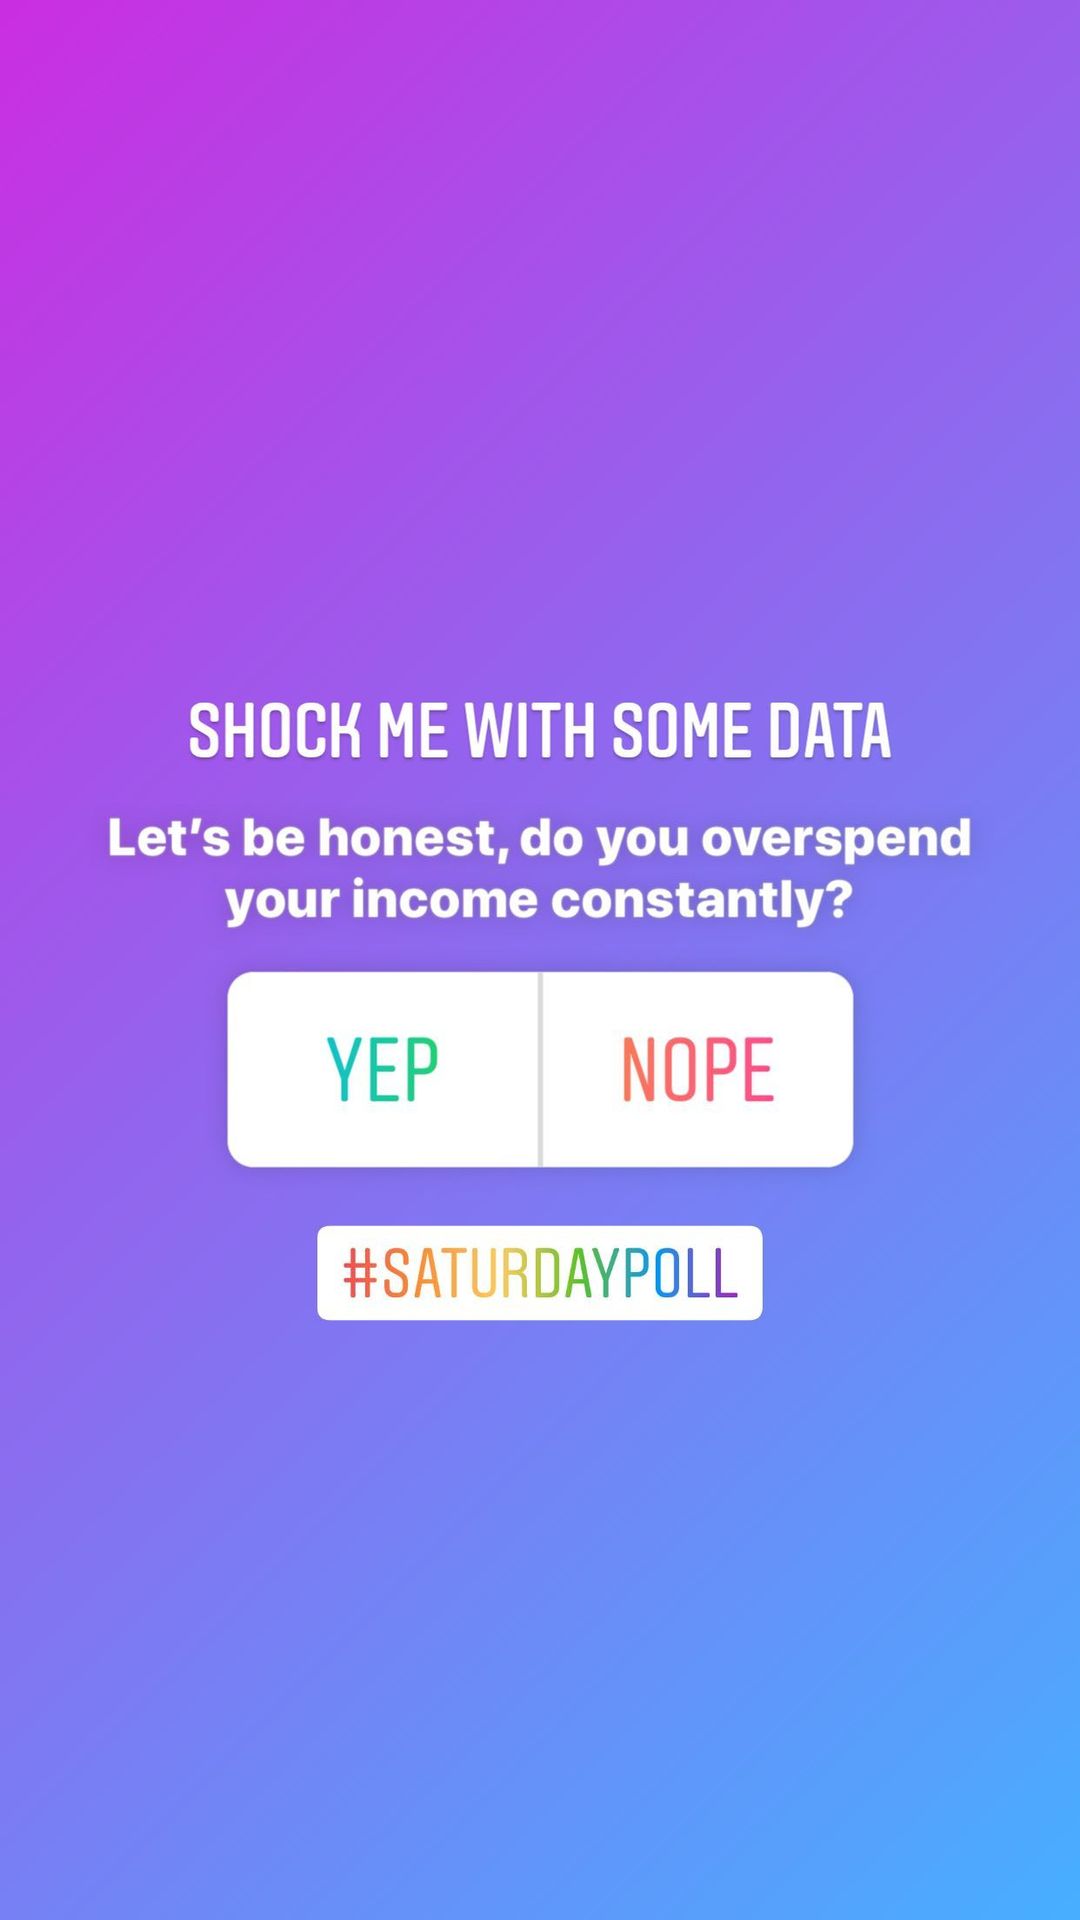 SHOCK ME WITH SOME DATA
Let’s be honest, do you overspend
your income constantly?
YEP
NOPE
#SATURDAYPOLL